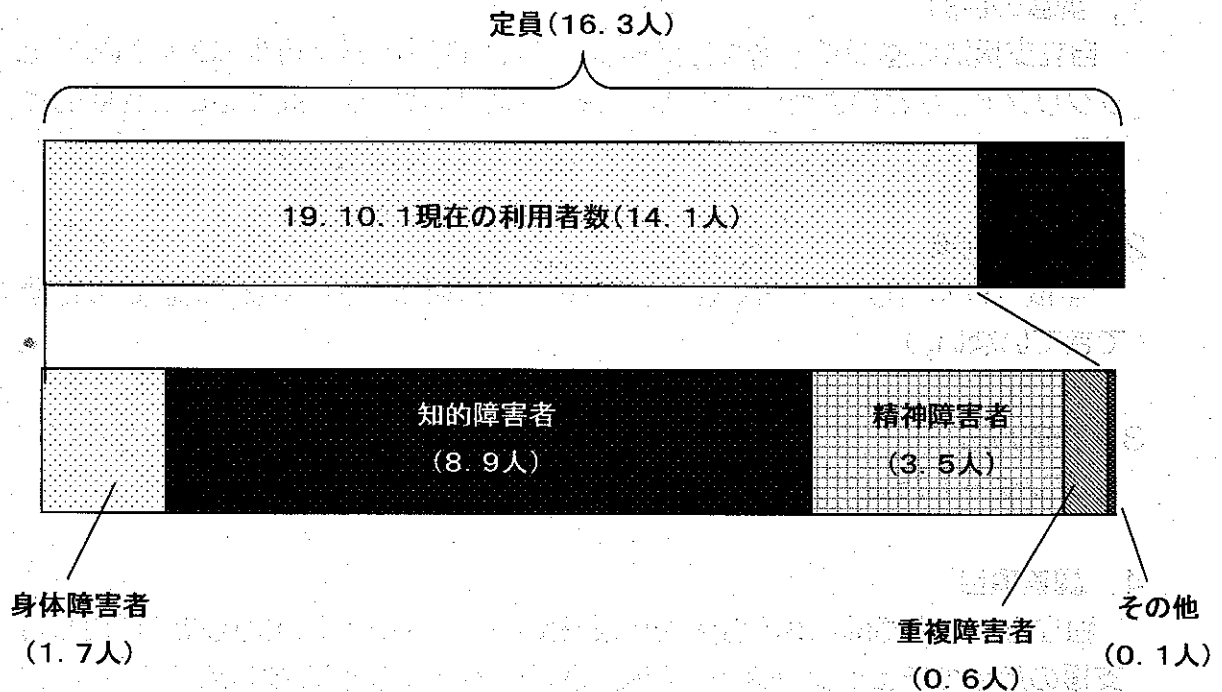 定員(16. 3人)
19. 10. 1現在の利用者数(14. 1人)
知的障害者
(8. 9人)
精神障害者
(3. 5人)
身体障害者
(1. 7人)
重複障害者
(0. 6人)
その他
(0. 1人)